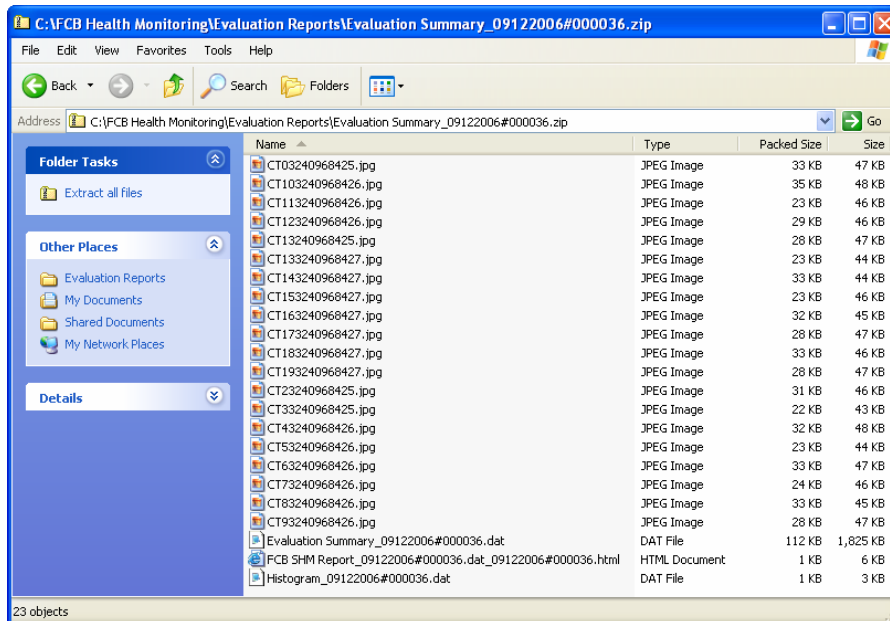 C:\FCB Health Monitoring\Evaluation Reports\Evaluation Summary_09122006#000036.zip
File Edit View Favorites Tools Help
Back Search Folders
Address C:\FCB Health Monitoring\Evaluation Reports\Evaluation Summary_09122006#000036.zip Go
Folder Tasks
Extract all files
Other Places
Evaluation Reports
My Documents
Shared Documents
My Network Places
Details
Name Type Packed Size Size
CT03240968425.jpg JPEG Image 33 KB 47 KB
CT103240968426.jpg JPEG Image 35 KB 48 KB
CT113240968426.jpg JPEG Image 23 KB 46 KB
CT123240968426.jpg JPEG Image 29 KB 46 KB
CT13240968425.jpg JPEG Image 28 KB 47 KB
CT133240968427.jpg JPEG Image 23 KB 44 KB
CT143240968427.jpg JPEG Image 33 KB 44 KB
CT153240968427.jpg JPEG Image 23 KB 46 KB
CT163240968427.jpg JPEG Image 32 KB 45 KB
CT173240968427.jpg JPEG Image 28 KB 47 KB
CT183240968427.jpg JPEG Image 33 KB 46 KB
CT193240968427.jpg JPEG Image 28 KB 47 KB
CT23240968425.jpg JPEG Image 31 KB 46 KB
CT33240968425.jpg JPEG Image 22 KB 43 KB
CT43240968426.jpg JPEG Image 32 KB 48 KB
CT53240968426.jpg JPEG Image 23 KB 44 KB
CT63240968426.jpg JPEG Image 33 KB 47 KB
CT73240968426.jpg JPEG Image 24 KB 46 KB
CT83240968426.jpg JPEG Image 33 KB 45 KB
CT93240968426.jpg JPEG Image 28 KB 47 KB
Evaluation Summary_09122006#000036.dat DAT File 112 KB 1,825 KB
FCB SHM Report_09122006#000036.dat_09122006#000036.html HTML Document 1 KB 6 KB
Histogram_09122006#000036.dat DAT File 1 KB 3 KB
23 objects